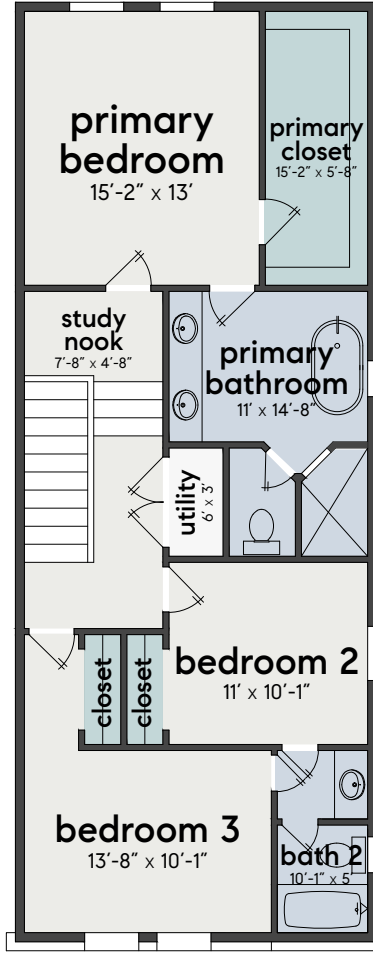 primary
bedroom
15'-2" x 13'
primary
closet
15'-2" x 5'-8"
study
nook
7'-8" x 4'-8"
primary
bathroom
11' x 14'-8"
utility
6' x 3'
bedroom 2
11' x 10'-1"
closet
closet
bedroom 3
13'-8" x 10'-1"
bath 2
10'-1" x 5'